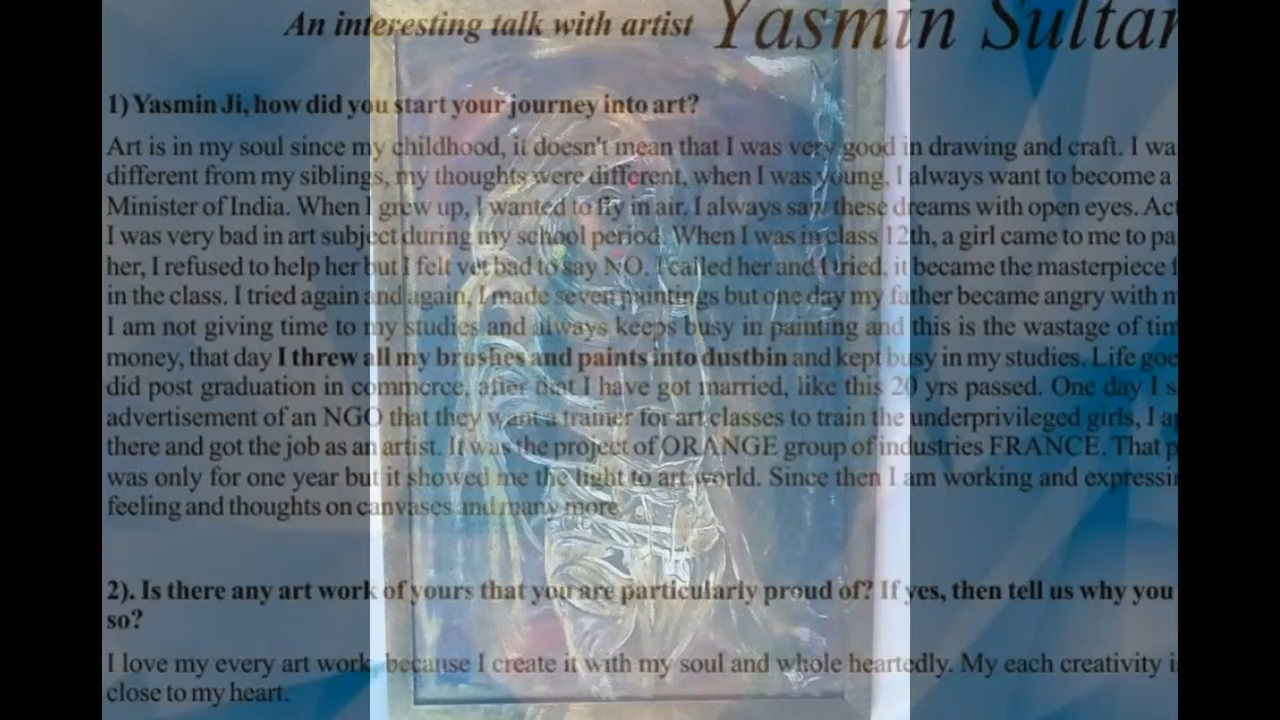 An interesting talk with artist Yasmin Sultan
1) Yasmin Ji, how did you start your journey into art?
Art is in my soul since my childhood, it doesn't mean that I was very good in drawing and craft. I wa
different from my siblings, my thoughts were different, when I was young, I always want to become a
Minister of India. When I grew up, I wanted to fly in air. I always saw these dreams with open eyes. Act
I was very bad in art subject during my school period. When I was in class 12th, a girl came to me to pa
her, I refused to help her but I felt vet bad to say NO. I called her and I tried, it became the masterpiece f
in the class. I tried again and again, I made seven paintings but one day my father became angry with m
I am not giving time to my studies and always keeps busy in painting and this is the wastage of tim
money, that day I threw all my brushes and paints into dustbin and kept busy in my studies. Life goe
did post graduation in commerce, after that I have got married, like this 20 yrs passed. One day I s
advertisement of an NGO that they want a trainer for art classes to train the underprivileged girls, I ap
there and got the job as an artist. It was the project of ORANGE group of industries FRANCE. That p
was only for one year but it showed me the light to art world. Since then I am working and expressin
feeling and thoughts on canvases and many more.
2). Is there any art work of yours that you are particularly proud of? If yes, then tell us why you
so?
I love my every art work, because I create it with my soul and whole heartedly. My each creativity is
close to my heart.